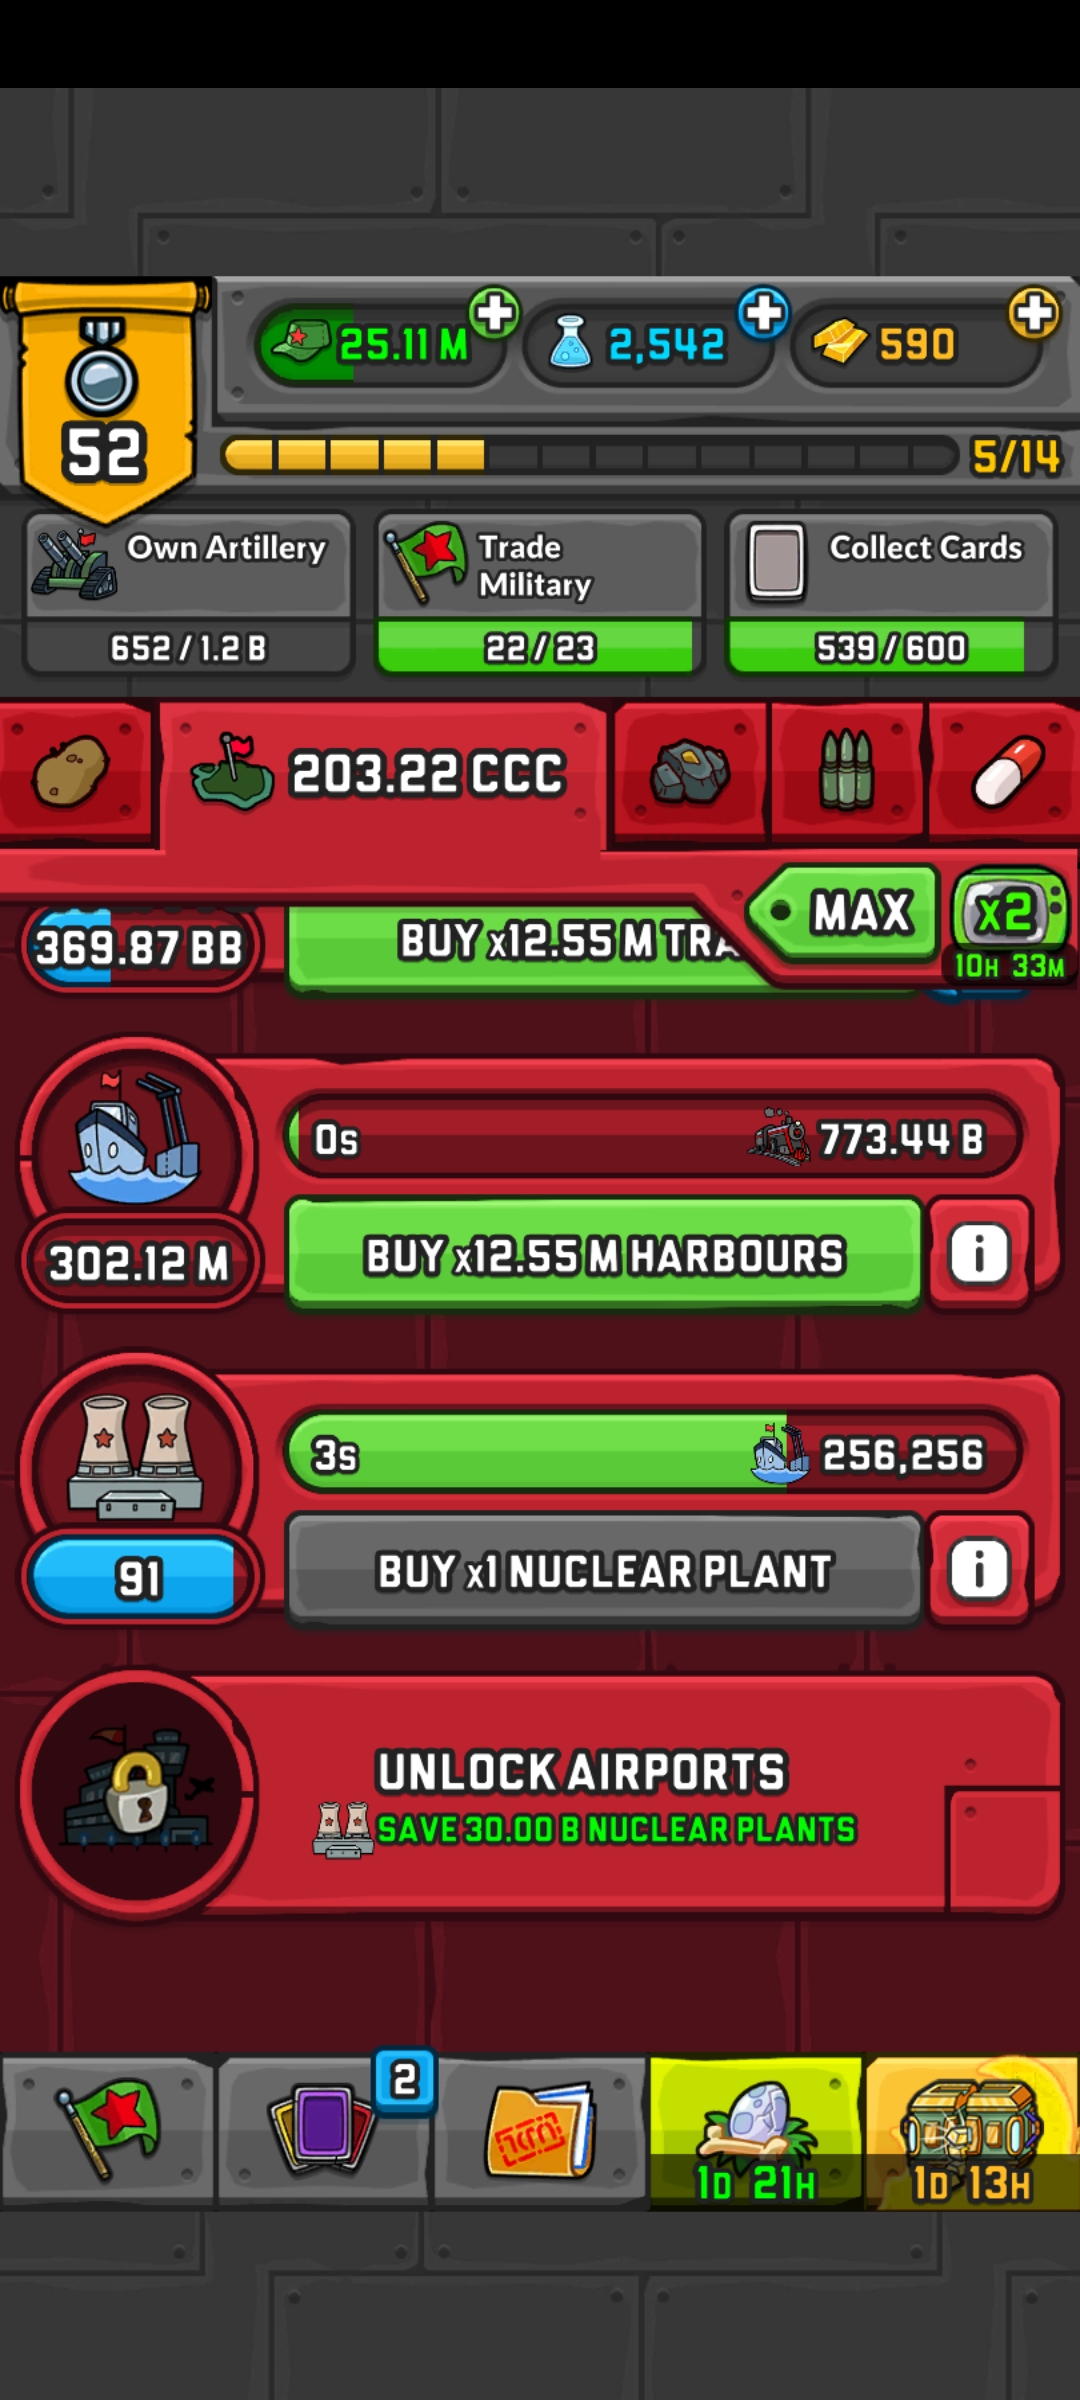 25.11 M
2,542
590
52
5/14
Own Artillery
652 / 1.2 B
Trade
Military
22 / 23
Collect Cards
539 / 600
203.22 CCC
MAX
x2
10H 33M
369.87 BB
BUY x12.55 M TRA
0s
773.44 B
302.12 M
BUY x12.55 M HARBOURS
i
3s
256,256
91
BUY x1 NUCLEAR PLANT
i
UNLOCK AIRPORTS
SAVE 30.00 B NUCLEAR PLANTS
2
1D 21H
1D 13H